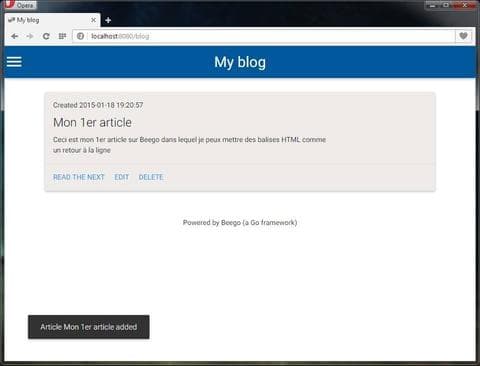 Opera
My blog
localhost:8080/blog
My blog
Created 2015-01-18 19:20:57
Mon 1er article
Ceci est mon 1er article sur Beego dans lequel je peux mettre des balises HTML comme
un retour à la ligne
READ THE NEXT EDIT DELETE
Powered by Beego (a Go framework)
Article Mon 1er article added